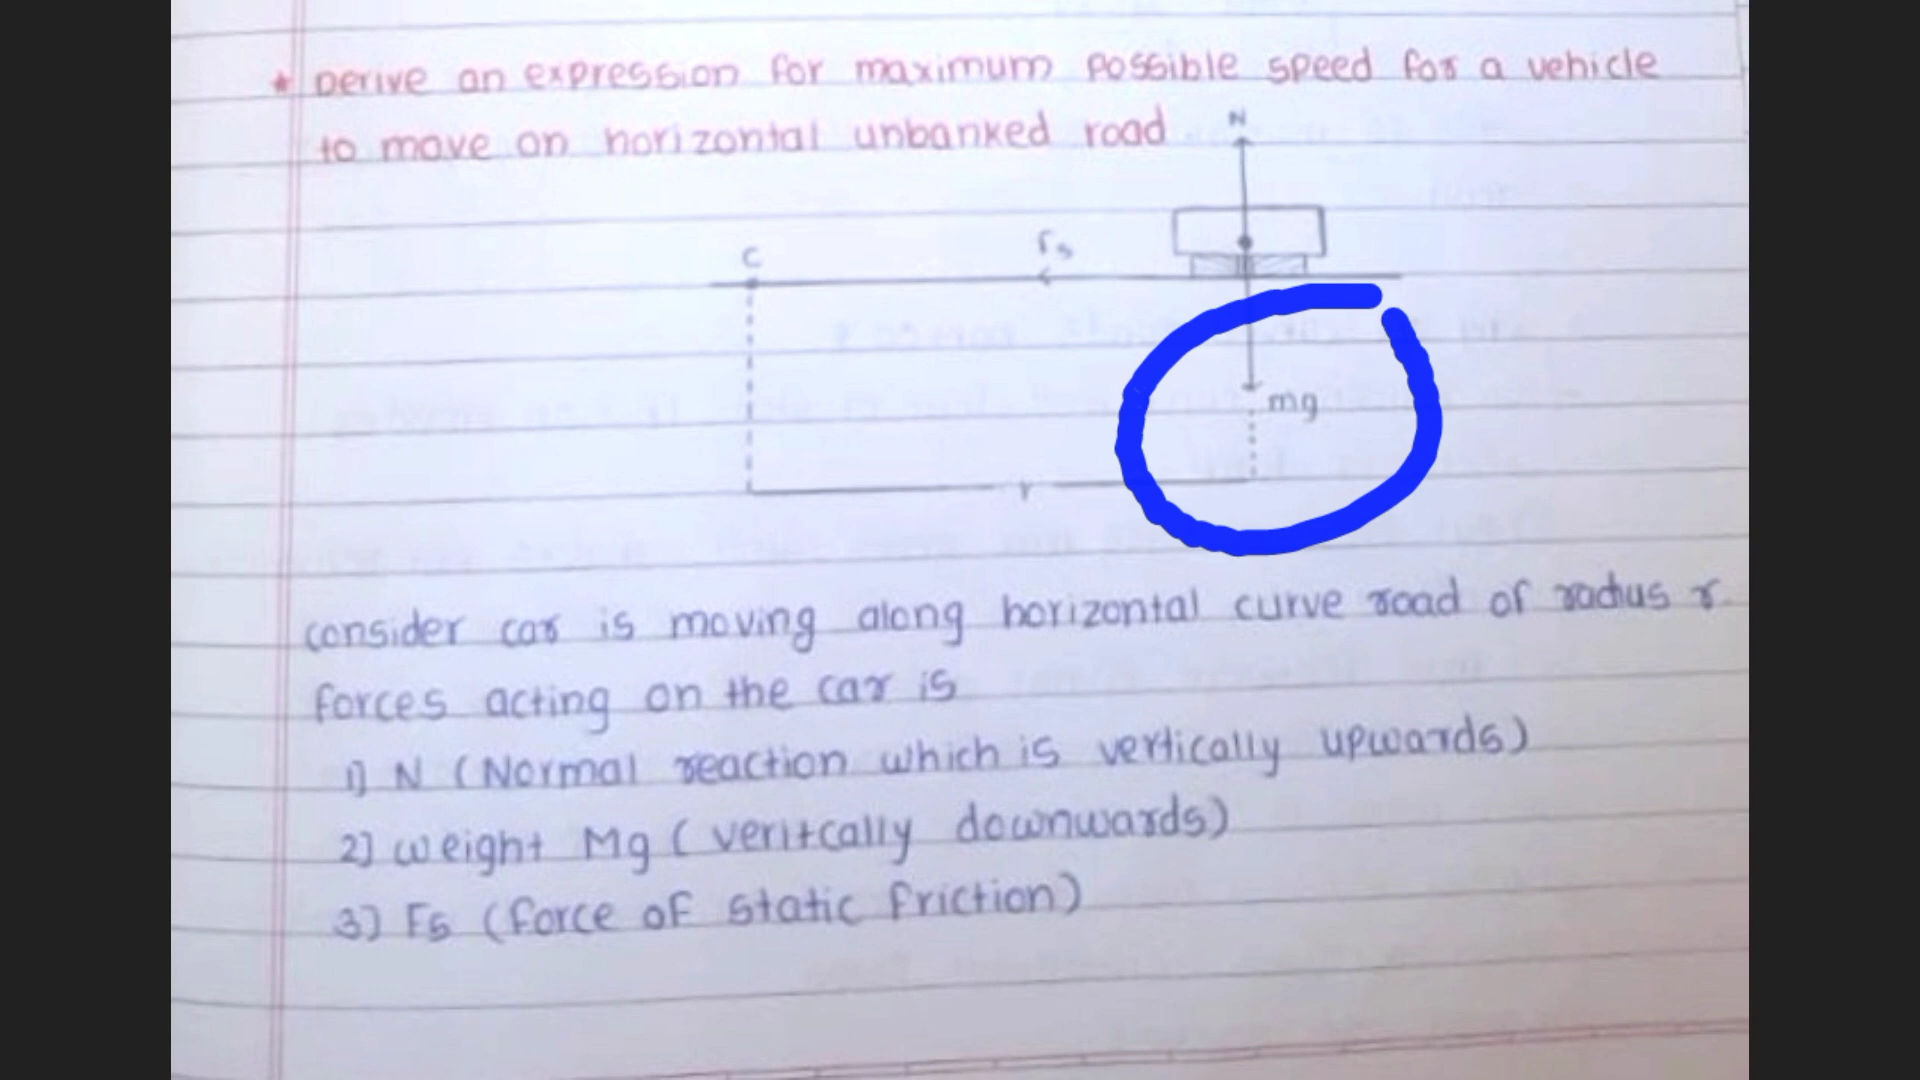 * Derive an expression for maximum possible speed for a vehicle
to move on horizontal unbanked road
N
C
fs
mg
r
consider car is moving along horizontal curve road of radius r.
forces acting on the car is
1) N (Normal reaction which is vertically upwards)
2) weight Mg (veritcally downwards)
3) Fs (force of static friction)